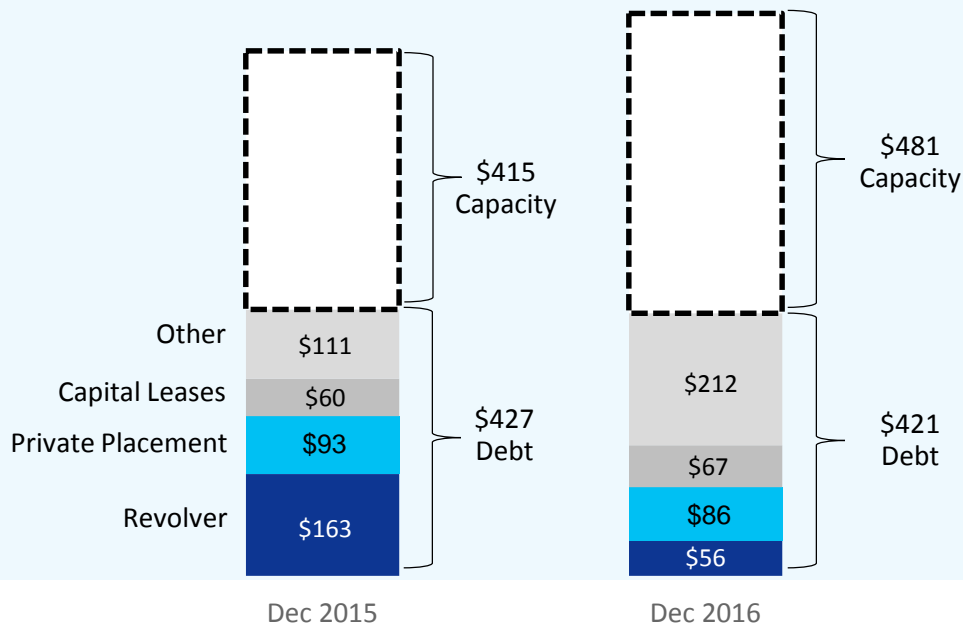 $415
Capacity
$481
Capacity
Other
$111
$212
Capital Leases
$60
$67
Private Placement
$93
$86
Revolver
$163
$56
$427
Debt
$421
Debt
Dec 2015
Dec 2016